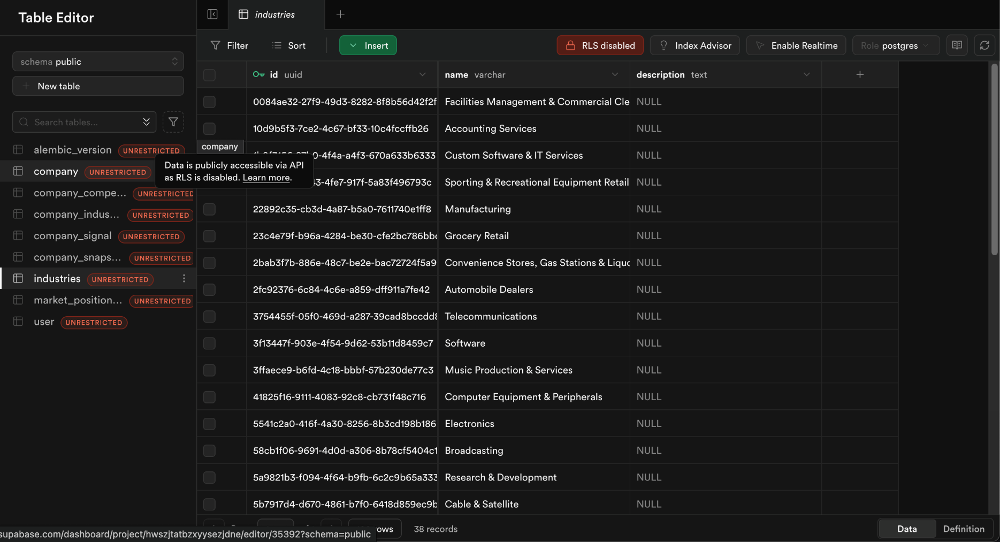 Table Editor
industries
schema public
New table
Search tables...
alembic_version UNRESTRICTED
company UNRESTRICTED
company_compe... UNRESTRICTED
company_indus... UNRESTRICTED
company_signal UNRESTRICTED
company_snaps... UNRESTRICTED
industries UNRESTRICTED
market_position... UNRESTRICTED
user UNRESTRICTED
company
Data is publicly accessible via API
as RLS is disabled. Learn more.
Filter Sort Insert RLS disabled Index Advisor Enable Realtime Role postgres
id uuid name varchar description text
0084ae32-27f9-49d3-8282-8f8b56d42f2f Facilities Management & Commercial Cle NULL
10d9b5f3-7ce2-4c67-bf33-10c4fccffb26 Accounting Services NULL
0-4f4a-a4f3-670a633b6333 Custom Software & IT Services NULL
3-4fe7-917f-5a83f496793c Sporting & Recreational Equipment Retail NULL
22892c35-cb3d-4a87-b5a0-7611740e1ff8 Manufacturing NULL
23c4e79f-b96a-4284-be30-cfe2bc786bbc Grocery Retail NULL
2bab3f7b-886e-48c7-be2e-bac72724f5a9 Convenience Stores, Gas Stations & Liquo NULL
2fc92376-6c84-4c6e-a859-dff911a7fe42 Automobile Dealers NULL
3754455f-05f0-469d-a287-39cad8bccdd8 Telecommunications NULL
3f13447f-903e-4f54-9d62-53b11d8459c7 Software NULL
3ffaece9-b6fd-4c18-bbbf-57b230de77c3 Music Production & Services NULL
41825f16-9111-4083-92c8-cb731f48c716 Computer Equipment & Peripherals NULL
5541c2a0-416f-4a30-8256-8b3cd198b186 Electronics NULL
58cb1f06-9691-4d0d-a306-8b78cf5404c1 Broadcasting NULL
5a9821b3-f094-4f64-b9fb-6c2c9b65a333 Research & Development NULL
5b7917d4-d670-4861-b7f0-6418d859ec9b Cable & Satellite NULL
supabase.com/dashboard/project/hwszjtatbzxyysezjdne/editor/35392?schema=public
38 records
Data Definition